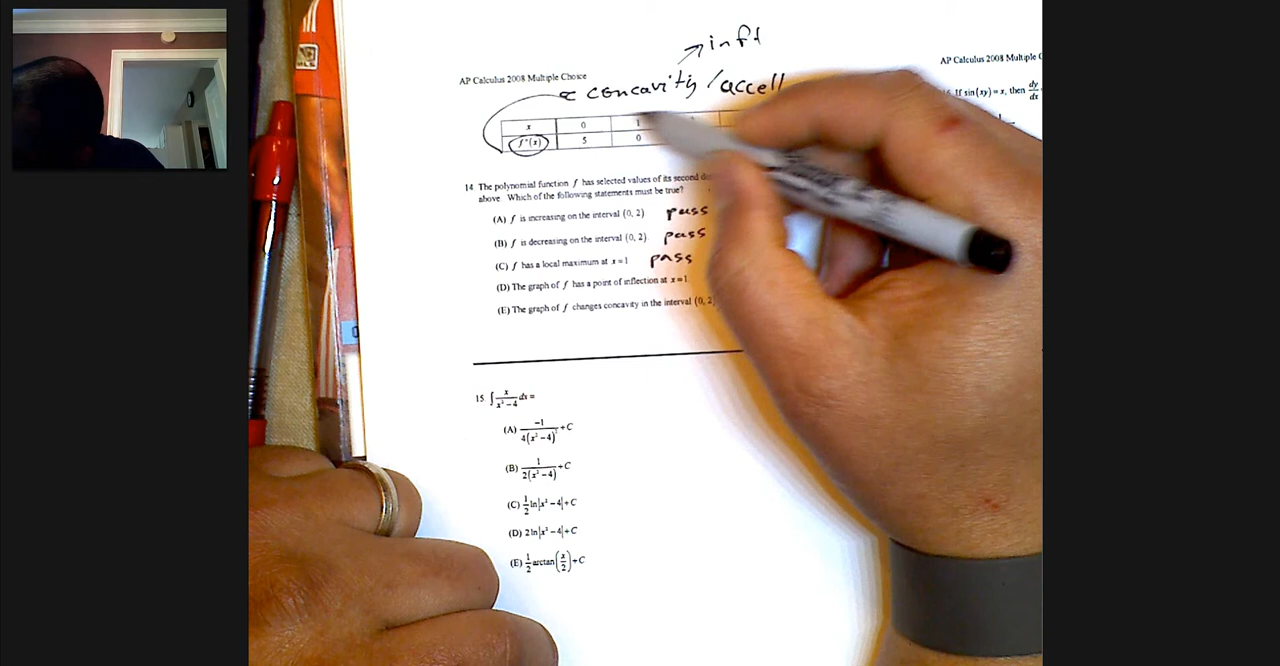 inft
AP Calculus 2008 Multiple Choice
AP Calculus 2008 Multiple
concavity/accell
If sin(xy) = x, then dy/dx
x 0 1
f''(x) 5 0
14 The polynomial function f has selected values of its second
above Which of the following statements must be true?
(A) f is increasing on the interval (0, 2) pass
(B) f is decreasing on the interval (0, 2) pass
(C) f has a local maximum at x = 1 pass
(D) The graph of f has a point of inflection at x = 1
(E) The graph of f changes concavity in the interval (0, 2
15 ∫ x/(x² - 4) dx =
(A) -1/(4(x² - 4)²) + C
(B) 1/(2(x² - 4)) + C
(C) 1/2 ln|x² - 4| + C
(D) 2 ln|x² - 4| + C
(E) 1/2 arctan(x/2) + C